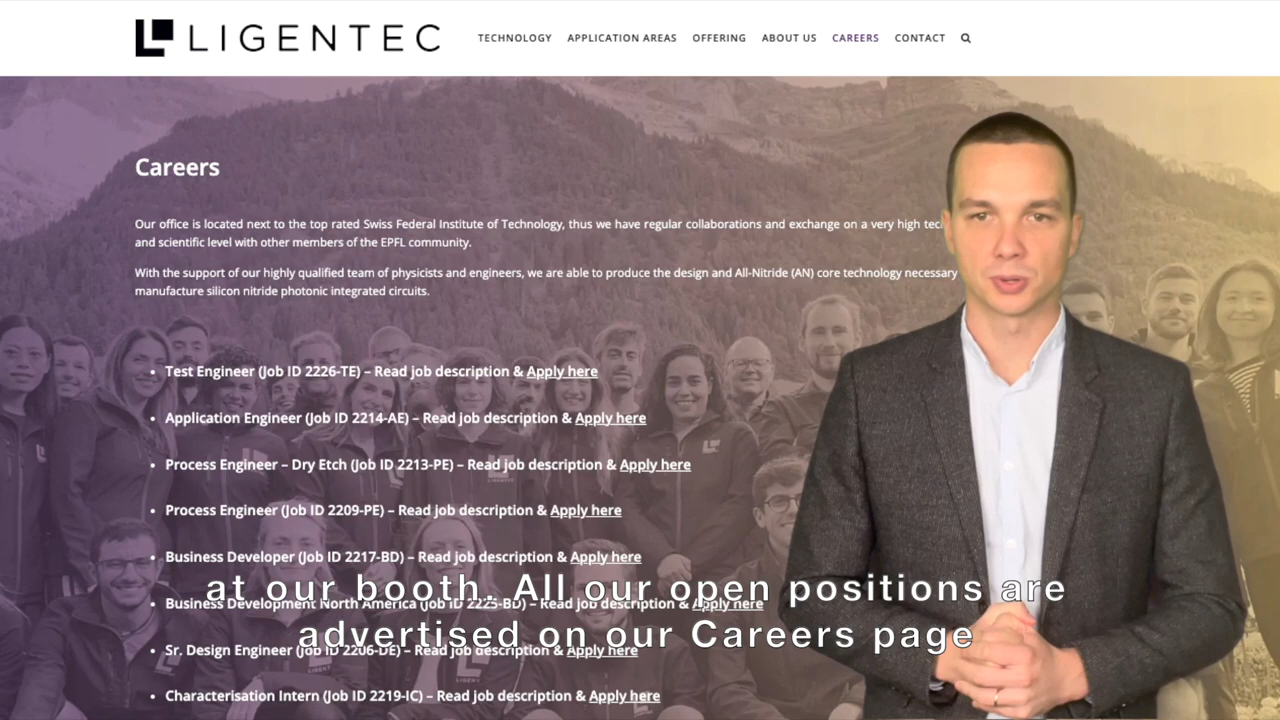 LIGENTEC
TECHNOLOGY APPLICATION AREAS OFFERING ABOUT US CAREERS CONTACT
Careers
Our office is located next to the top rated Swiss Federal Institute of Technology, thus we have regular collaborations and exchange on a very high
and scientific level with other members of the EPFL community.
With the support of our highly qualified team of physicists and engineers, we are able to produce the design and All-Nitride (AN) core technology necessary
manufacture silicon nitride photonic integrated circuits.
• Test Engineer (Job ID 2226-TE) – Read job description & Apply here
• Application Engineer (Job ID 2214-AE) – Read job description & Apply here
• Process Engineer – Dry Etch (Job ID 2213-PE) – Read job description & Apply here
• Process Engineer (Job ID 2209-PE) – Read job description & Apply here
• Business Developer (Job ID 2217-BD) – Read job description & Apply here
at our booth. All our open positions are
• Business Development North America (Job ID 2225-BD) – Read job description & Apply here
advertised on our Careers page
• Sr. Design Engineer (Job ID 2206-DE) – Read job description & Apply here
• Characterisation Intern (Job ID 2219-IC) – Read job description & Apply here